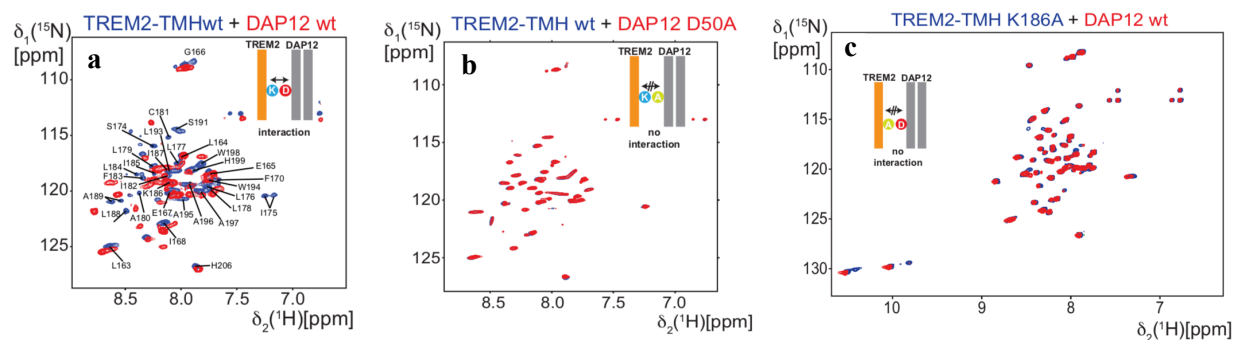 TREM2-TMHwt + DAP12 wt
δ₁(¹⁵N)
[ppm]
a
G166
TREM2 DAP12
K D
interaction
110
115
120
125
C181
L193
S191
S174
I187
L177
L164
W198
L179
H199
L184
I185
E165
F183
F170
I182
W194
A189
K186
L176
L188
A180
E167
A195
A196
A197
L178
I175
I168
L163
H206
8.5 8.0 7.5 7.0
δ₂(¹H)[ppm]
TREM2-TMH wt + DAP12 D50A
δ₁(¹⁵N)
[ppm]
b
TREM2 DAP12
K A
no
interaction
110
115
120
125
8.5 8.0 7.5 7.0
δ₂(¹H)[ppm]
TREM2-TMH K186A + DAP12 wt
δ₁(¹⁵N)
[ppm]
c
TREM2 DAP12
A D
no
interaction
110
115
120
125
130
10 9 8 7
δ₂(¹H)[ppm]